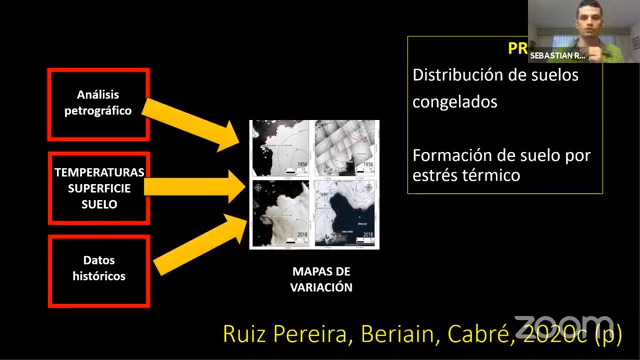 PR
SEBASTIAN R...
Distribución de suelos
congelados
Formación de suelo por
estrés térmico
Análisis
petrográfico
TEMPERATURAS
SUPERFICIE
SUELO
Datos
históricos
1956
1956
2018
2018
MAPAS DE
VARIACIÓN
zoom
Ruiz Pereira, Beriain, Cabré, 2020c (p)